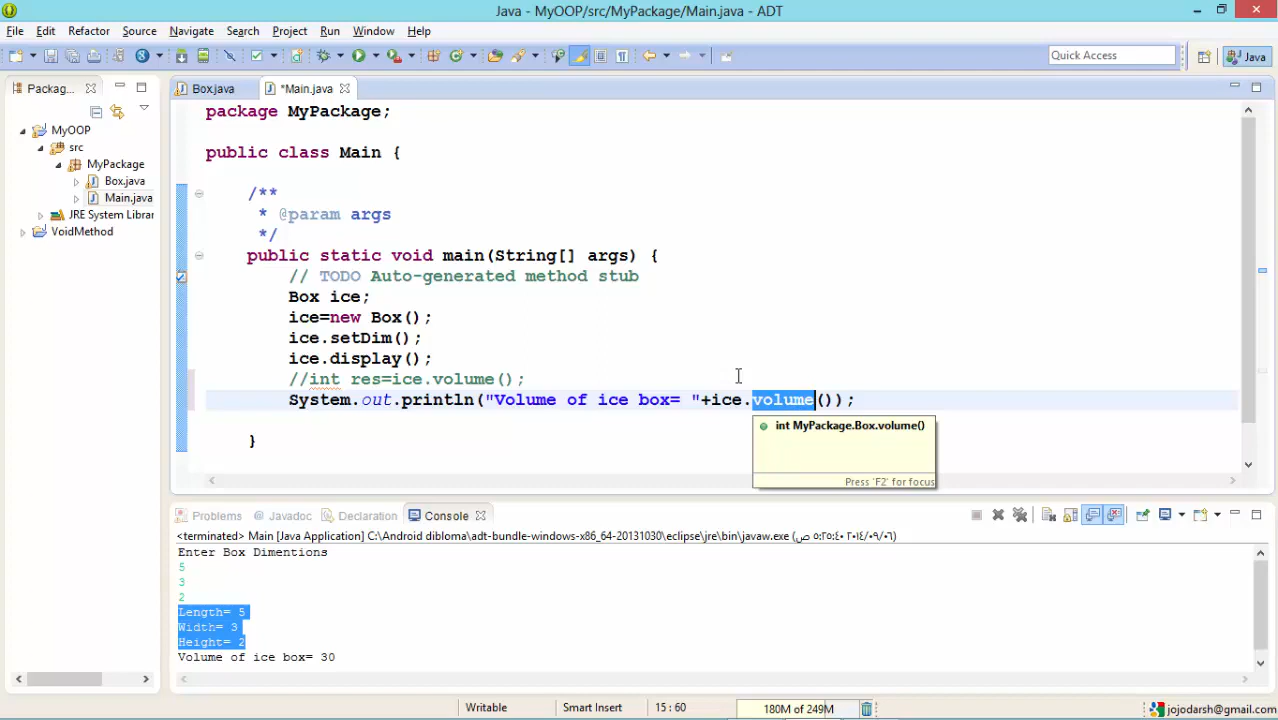 Java - MyOOP/src/MyPackage/Main.java - ADT
File Edit Refactor Source Navigate Search Project Run Window Help
Quick Access
Java
Packag...
Box.java
*Main.java
MyOOP
src
MyPackage
Box.java
Main.java
JRE System Librar
VoidMethod
package MyPackage;
public class Main {
/**
* @param args
*/
public static void main(String[] args) {
// TODO Auto-generated method stub
Box ice;
ice=new Box();
ice.setDim();
ice.display();
//int res=ice.volume();
System.out.println("Volume of ice box= "+ice.volume());
}
int MyPackage.Box.volume()
Press 'F2' for focus
Problems @ Javadoc Declaration Console
<terminated> Main [Java Application] C:\Android dibloma\adt-bundle-windows-x86_64-20131030\eclipse\jre\bin\javaw.exe (٢٠١٤/٠٩/٠٦ ٥:٢٥:٤٠ ص)
Enter Box Dimentions
5
3
2
Length= 5
Width= 3
Height= 2
Volume of ice box= 30
Writable
Smart Insert
15 : 60
180M of 249M
jojodarsh@gmail.com